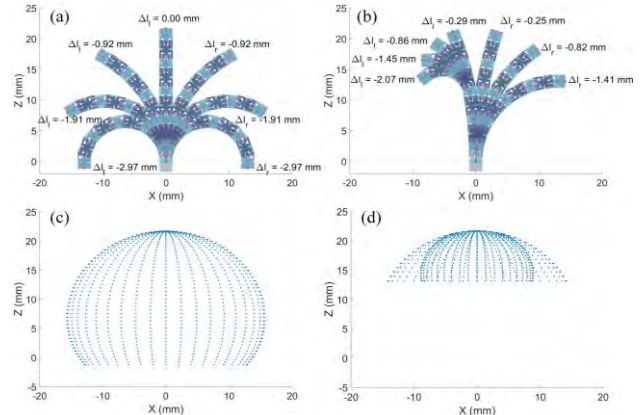 (a)
Δl_l = 0.00 mm
Δl_l = -0.92 mm
Δl_r = -0.92 mm
Δl_l = -1.91 mm
Δl_r = -1.91 mm
Δl_l = -2.97 mm
Δl_r = -2.97 mm
Z (mm)
25
20
15
10
5
0
-5
-20 -10 0 10 20
X (mm)
(b)
Δl_l = -0.29 mm
Δl_r = -0.25 mm
Δl_l = -0.86 mm
Δl_r = -0.82 mm
Δl_l = -1.45 mm
Δl_l = -2.07 mm
Δl_r = -1.41 mm
Z (mm)
25
20
15
10
5
0
-5
-20 -10 0 10 20
X (mm)
(c)
Z (mm)
25
20
15
10
5
0
-5
-20 -10 0 10 20
X (mm)
(d)
Z (mm)
25
20
15
10
5
0
-5
-20 -10 0 10 20
X (mm)